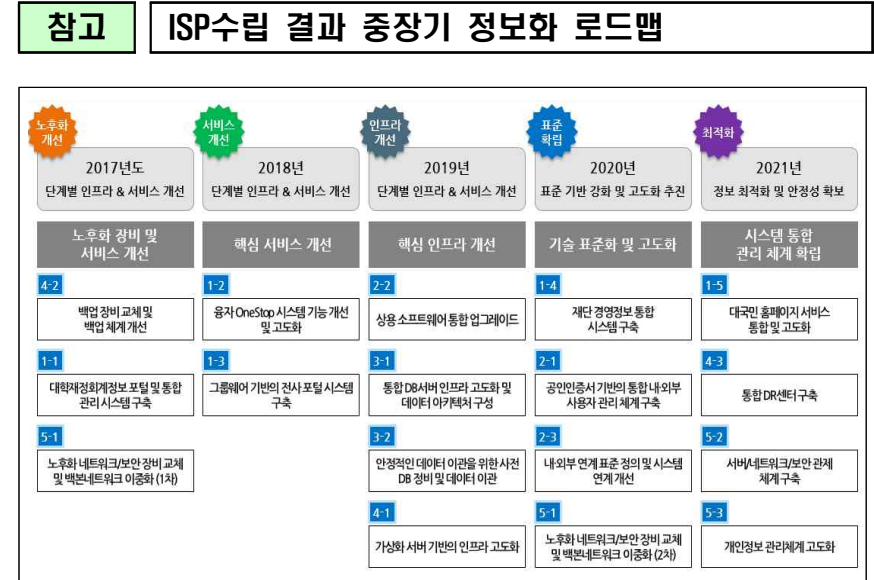 참고
ISP수립 결과 중장기 정보화 로드맵
노후화
개선
2017년도
단계별 인프라 & 서비스 개선
노후화 장비 및
서비스 개선
4-2
백업 장비 교체 및
백업 체계 개선
1-1
대학재정회계정보 포털 및 통합
관리 시스템 구축
5-1
노후화 네트워크/보안 장비 교체
및 백본네트워크 이중화 (1차)
서비스
개선
2018년
단계별 인프라 & 서비스 개선
핵심 서비스 개선
1-2
융자 OneStop 시스템 기능 개선
및 고도화
1-3
그룹웨어 기반의 전사 포털 시스템
구축
인프라
개선
2019년
단계별 인프라 & 서비스 개선
핵심 인프라 개선
2-2
상용 소프트웨어 통합 업그레이드
3-1
통합 DB서버 인프라 고도화 및
데이터 아키텍처 구성
3-2
안정적인 데이터 이관을 위한 사전
DB 정비 및 데이터 이관
4-1
가상화 서버 기반의 인프라 고도화
표준
확립
2020년
표준 기반 강화 및 고도화 추진
기술 표준화 및 고도화
1-4
재단 경영정보 통합
시스템 구축
2-1
공인인증서 기반의 통합 내·외부
사용자 관리 체계 구축
2-3
내·외부 연계 표준 정의 및 시스템
연계 개선
5-1
노후화 네트워크/보안 장비 교체
및 백본네트워크 이중화 (2차)
최적화
2021년
정보 최적화 및 안정성 확보
시스템 통합
관리 체계 확립
1-5
대국민 홈페이지 서비스
통합 및 고도화
4-3
통합 DR센터 구축
5-2
서버/네트워크/보안 관제
체계 구축
5-3
개인정보 관리체계 고도화